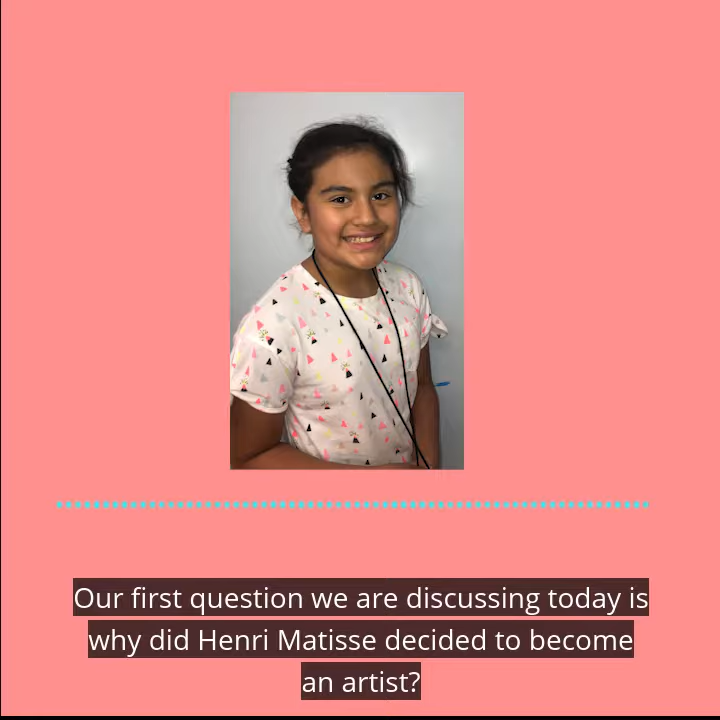 Our first question we are discussing today is
why did Henri Matisse decided to become
an artist?